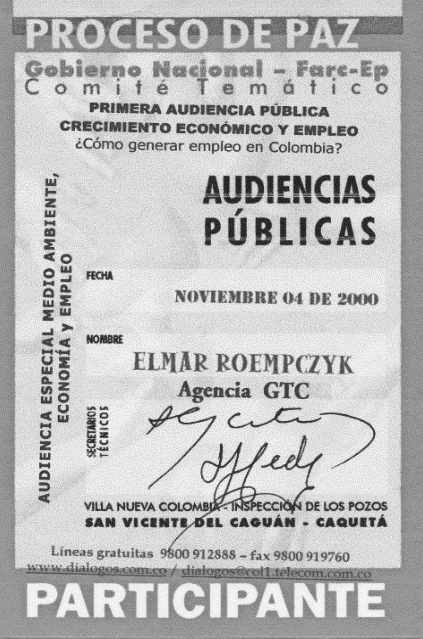 PROCESO DE PAZ
Gobierno Nacional – Farc-Ep
Comité Temático
PRIMERA AUDIENCIA PÚBLICA
CRECIMIENTO ECONÓMICO Y EMPLEO
¿Cómo generar empleo en Colombia?
AUDIENCIA ESPECIAL MEDIO AMBIENTE,
ECONOMÍA y EMPLEO
AUDIENCIAS
PÚBLICAS
FECHA
NOVIEMBRE 04 DE 2000
NOMBRE
ELMAR ROEMPCZYK
Agencia GTC
SECRETARIOS
TÉCNICOS
VILLA NUEVA COLOMBIA - INSPECCIÓN DE LOS POZOS
SAN VICENTE DEL CAGUÁN - CAQUETÁ
Líneas gratuitas 9800 912888 – fax 9800 919760
www.dialogos.com.co / dialogos@col1.telecom.com.co
PARTICIPANTE